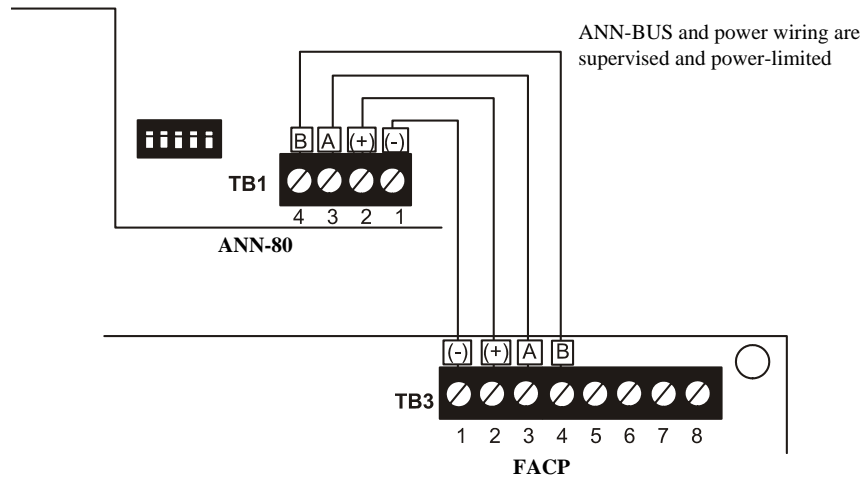 ANN-BUS and power wiring are
supervised and power-limited
B A (+) (-)
TB1
4 3 2 1
ANN-80
(-) (+) A B
TB3
1 2 3 4 5 6 7 8
FACP